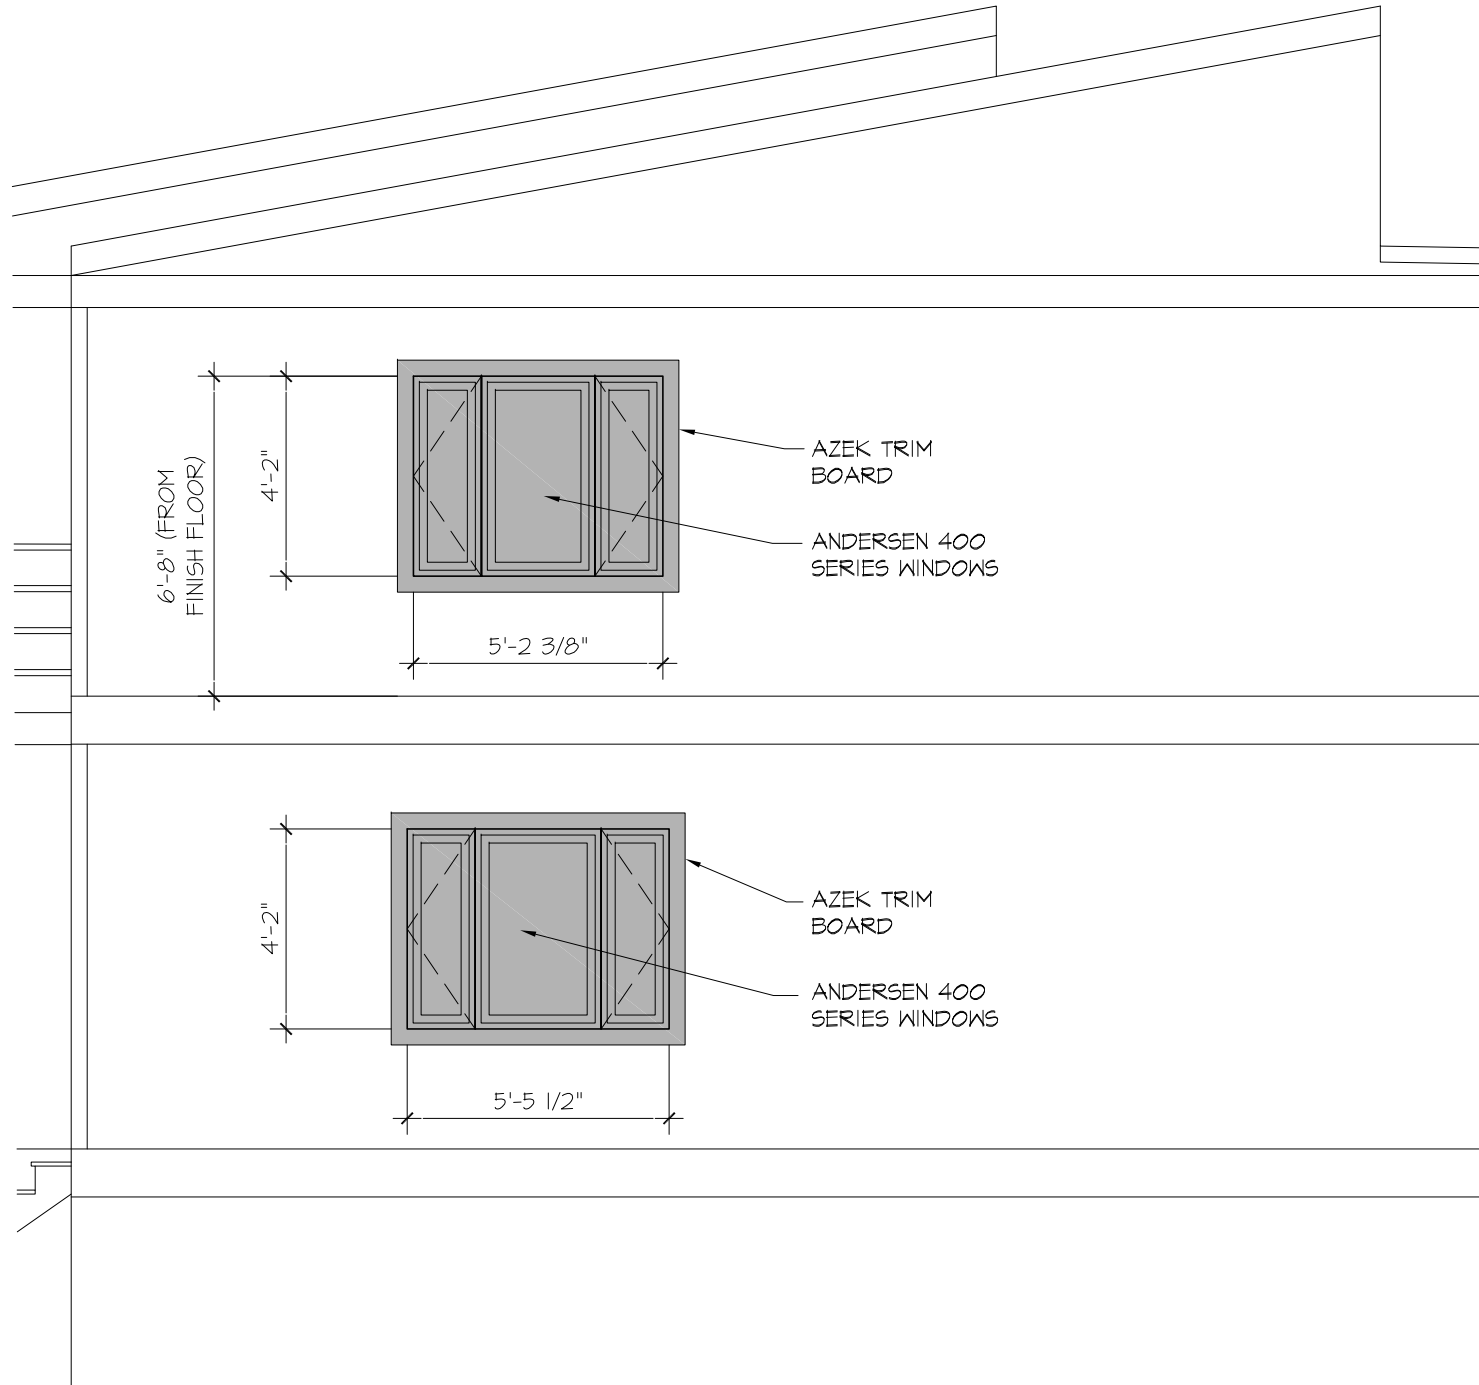 AZEK TRIM
BOARD
4'-2"
6'-8" (FROM
FINISH FLOOR)
ANDERSEN 400
SERIES WINDOWS
5'-2 3/8"
AZEK TRIM
BOARD
4'-2"
ANDERSEN 400
SERIES WINDOWS
5'-5 1/2"